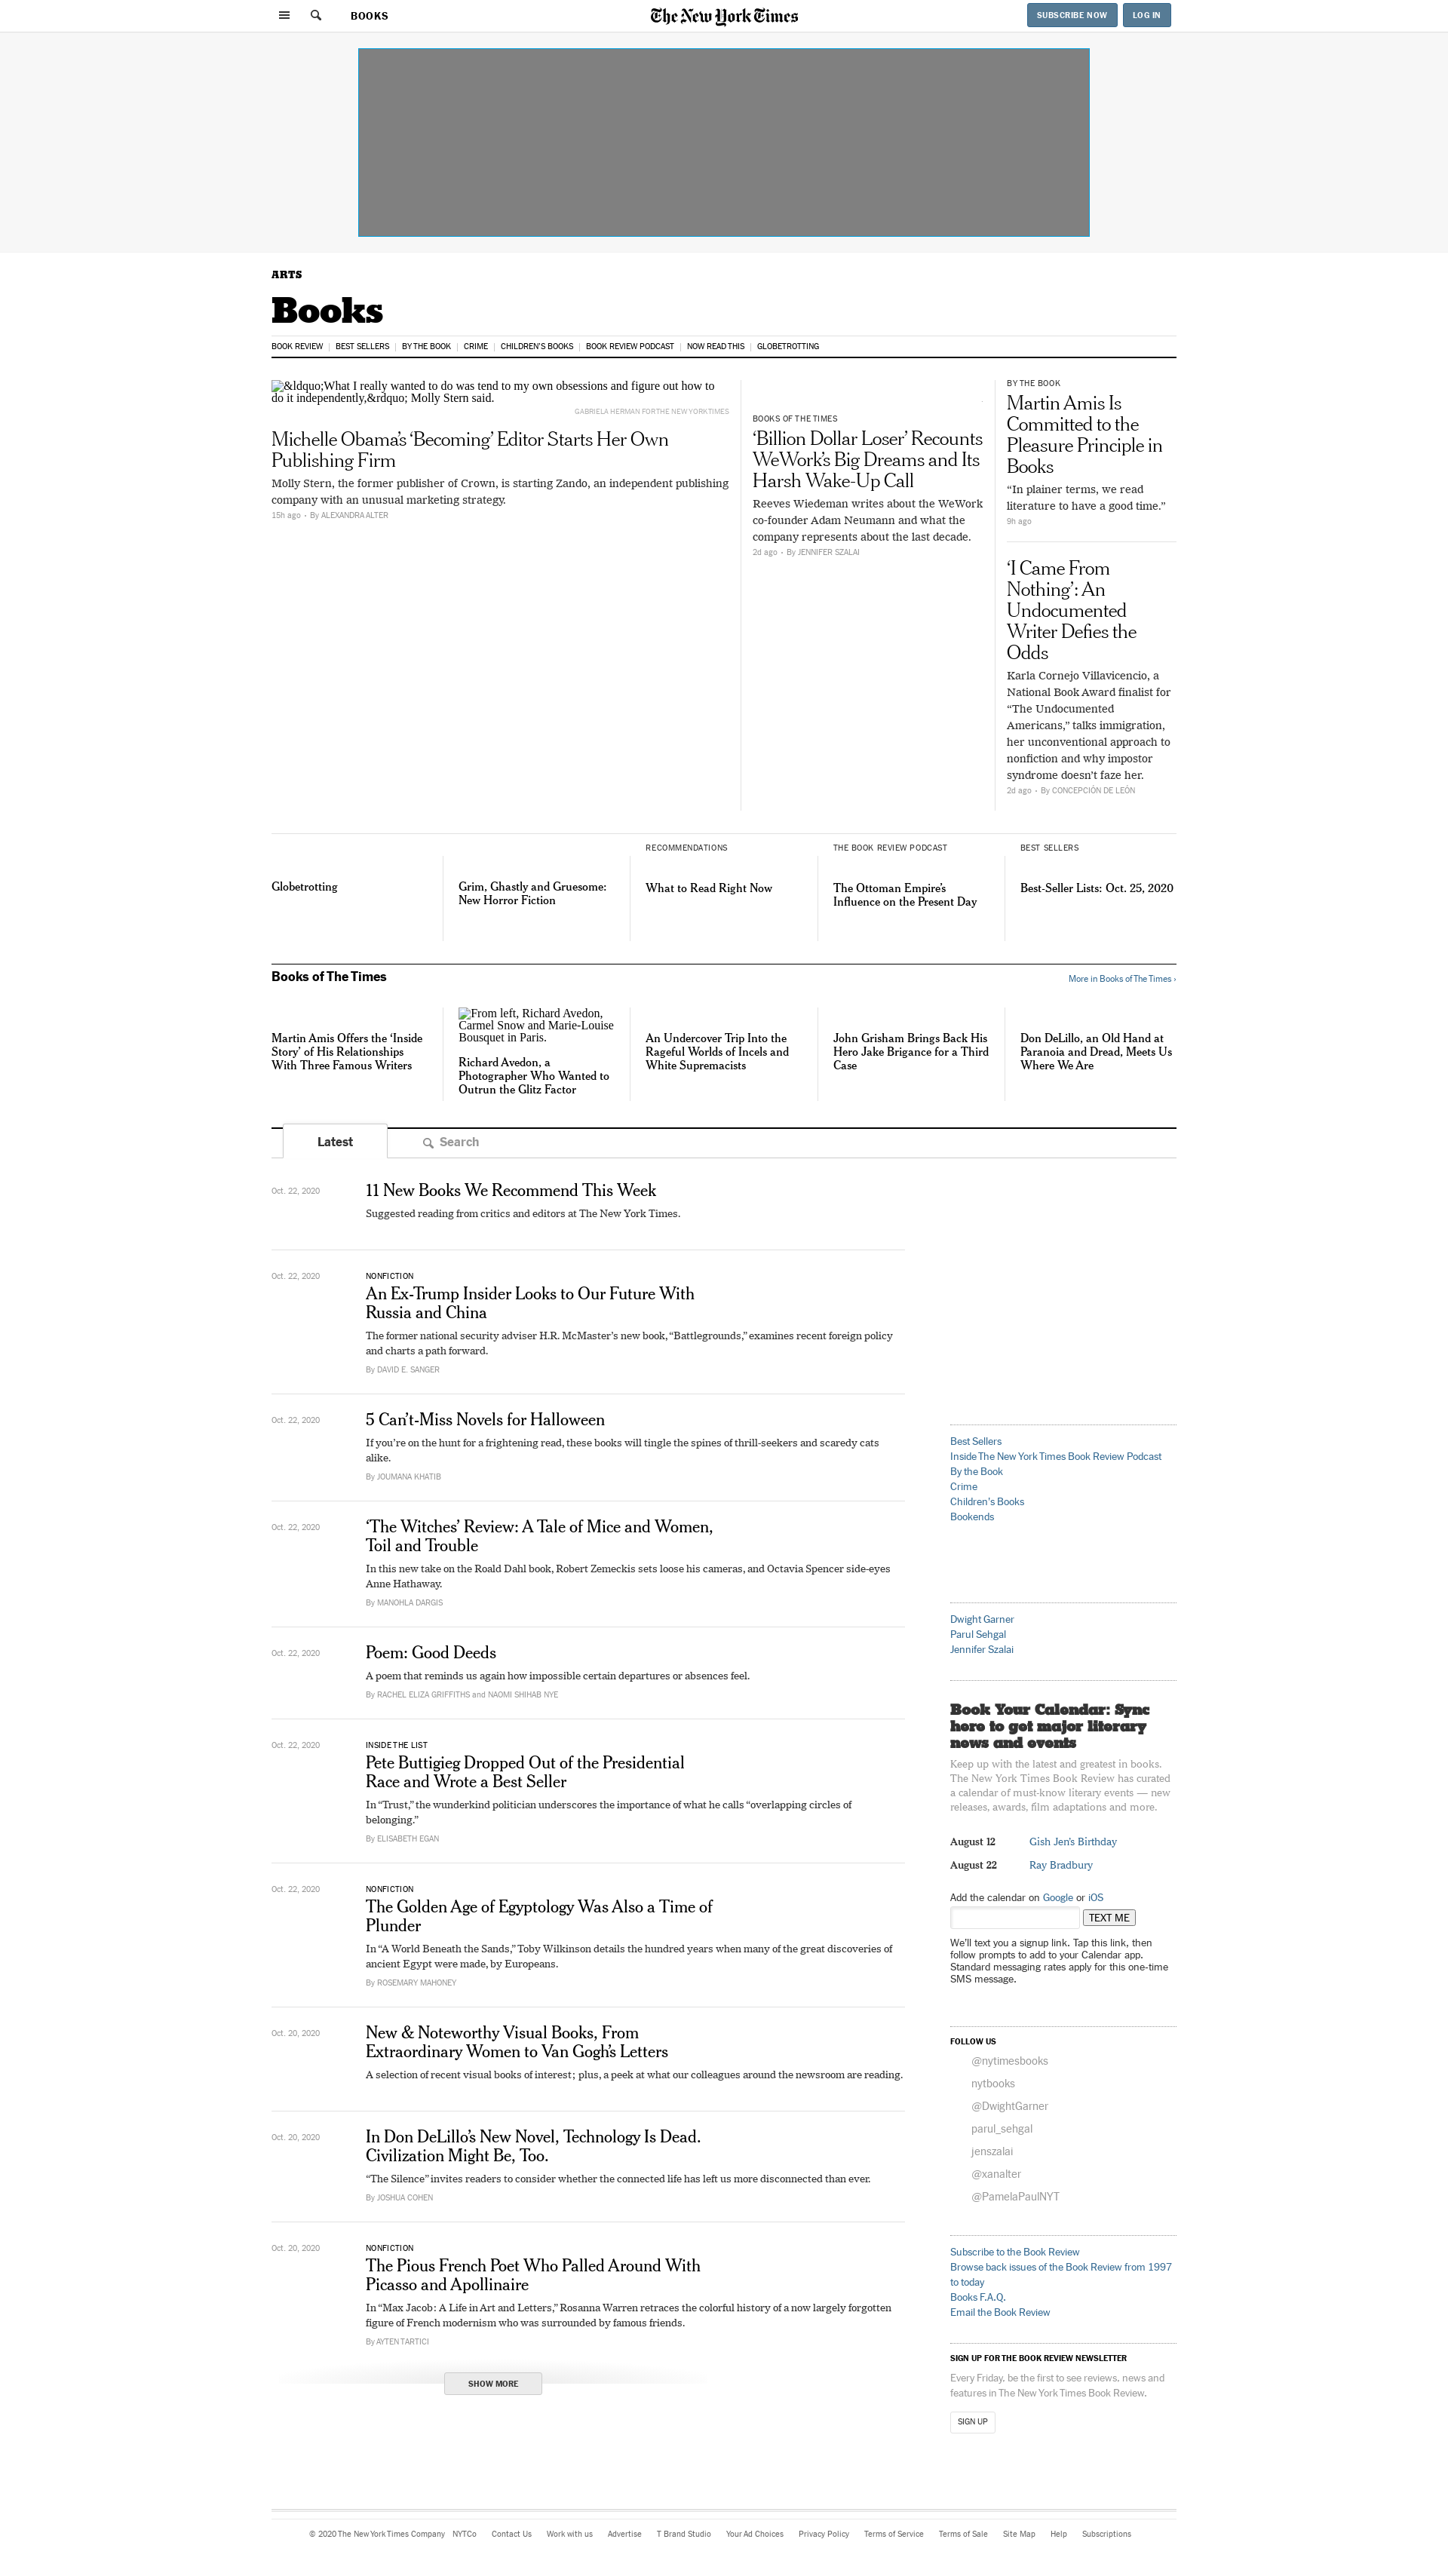 BOOKS
The New York Times
SUBSCRIBE NOW
LOG IN
ARTS
Books
BOOK REVIEW
BEST SELLERS
BY THE BOOK
CRIME
CHILDREN'S BOOKS
BOOK REVIEW PODCAST
NOW READ THIS
GLOBETROTTING
&ldquo;What I really wanted to do was tend to my own obsessions and figure out how to
do it independently,&rdquo; Molly Stern said.
GABRIELA HERMAN FOR THE NEW YORK TIMES
Michelle Obama's ‘Becoming’ Editor Starts Her Own
Publishing Firm
Molly Stern, the former publisher of Crown, is starting Zando, an independent publishing
company with an unusual marketing strategy.
15h ago • By ALEXANDRA ALTER
BOOKS OF THE TIMES
‘Billion Dollar Loser’ Recounts
WeWork’s Big Dreams and Its
Harsh Wake-Up Call
Reeves Wiedeman writes about the WeWork
co-founder Adam Neumann and what the
company represents about the last decade.
2d ago • By JENNIFER SZALAI
BY THE BOOK
Martin Amis Is
Committed to the
Pleasure Principle in
Books
“In plainer terms, we read
literature to have a good time.”
9h ago
‘I Came From
Nothing’: An
Undocumented
Writer Defies the
Odds
Karla Cornejo Villavicencio, a
National Book Award finalist for
“The Undocumented
Americans,” talks immigration,
her unconventional approach to
nonfiction and why impostor
syndrome doesn’t faze her.
2d ago • By CONCEPCIÓN DE LEÓN
Globetrotting
Grim, Ghastly and Gruesome:
New Horror Fiction
RECOMMENDATIONS
What to Read Right Now
THE BOOK REVIEW PODCAST
The Ottoman Empire’s
Influence on the Present Day
BEST SELLERS
Best-Seller Lists: Oct. 25, 2020
Books of The Times
More in Books of The Times ›
Martin Amis Offers the ‘Inside
Story’ of His Relationships
With Three Famous Writers
From left, Richard Avedon,
Carmel Snow and Marie-Louise
Bousquet in Paris.
Richard Avedon, a
Photographer Who Wanted to
Outrun the Glitz Factor
An Undercover Trip Into the
Rageful Worlds of Incels and
White Supremacists
John Grisham Brings Back His
Hero Jake Brigance for a Third
Case
Don DeLillo, an Old Hand at
Paranoia and Dread, Meets Us
Where We Are
Latest
Search
Oct. 22, 2020
11 New Books We Recommend This Week
Suggested reading from critics and editors at The New York Times.
Oct. 22, 2020
NONFICTION
An Ex-Trump Insider Looks to Our Future With
Russia and China
The former national security adviser H.R. McMaster’s new book, “Battlegrounds,” examines recent foreign policy
and charts a path forward.
By DAVID E. SANGER
Oct. 22, 2020
5 Can’t-Miss Novels for Halloween
If you’re on the hunt for a frightening read, these books will tingle the spines of thrill-seekers and scaredy cats
alike.
By JOUMANA KHATIB
Oct. 22, 2020
‘The Witches’ Review: A Tale of Mice and Women,
Toil and Trouble
In this new take on the Roald Dahl book, Robert Zemeckis sets loose his cameras, and Octavia Spencer side-eyes
Anne Hathaway.
By MANOHLA DARGIS
Oct. 22, 2020
Poem: Good Deeds
A poem that reminds us again how impossible certain departures or absences feel.
By RACHEL ELIZA GRIFFITHS and NAOMI SHIHAB NYE
Oct. 22, 2020
INSIDE THE LIST
Pete Buttigieg Dropped Out of the Presidential
Race and Wrote a Best Seller
In “Trust,” the wunderkind politician underscores the importance of what he calls “overlapping circles of
belonging.”
By ELISABETH EGAN
Oct. 22, 2020
NONFICTION
The Golden Age of Egyptology Was Also a Time of
Plunder
In “A World Beneath the Sands,” Toby Wilkinson details the hundred years when many of the great discoveries of
ancient Egypt were made, by Europeans.
By ROSEMARY MAHONEY
Oct. 20, 2020
New & Noteworthy Visual Books, From
Extraordinary Women to Van Gogh’s Letters
A selection of recent visual books of interest; plus, a peek at what our colleagues around the newsroom are reading.
Oct. 20, 2020
In Don DeLillo’s New Novel, Technology Is Dead.
Civilization Might Be, Too.
“The Silence” invites readers to consider whether the connected life has left us more disconnected than ever.
By JOSHUA COHEN
Oct. 20, 2020
NONFICTION
The Pious French Poet Who Palled Around With
Picasso and Apollinaire
In “Max Jacob: A Life in Art and Letters,” Rosanna Warren retraces the colorful history of a now largely forgotten
figure of French modernism who was surrounded by famous friends.
By AYTEN TARTICI
SHOW MORE
Best Sellers
Inside The New York Times Book Review Podcast
By the Book
Crime
Children's Books
Bookends
Dwight Garner
Parul Sehgal
Jennifer Szalai
Book Your Calendar: Sync
here to get major literary
news and events
Keep up with the latest and greatest in books.
The New York Times Book Review has curated
a calendar of must-know literary events — new
releases, awards, film adaptations and more.
August 12 Gish Jen's Birthday
August 22 Ray Bradbury
Add the calendar on Google or iOS
TEXT ME
We'll text you a signup link. Tap this link, then
follow prompts to add to your Calendar app.
Standard messaging rates apply for this one-time
SMS message.
FOLLOW US
@nytimesbooks
nytbooks
@DwightGarner
parul_sehgal
jenszalai
@xanalter
@PamelaPaulNYT
Subscribe to the Book Review
Browse back issues of the Book Review from 1997
to today
Books F.A.Q.
Email the Book Review
SIGN UP FOR THE BOOK REVIEW NEWSLETTER
Every Friday, be the first to see reviews, news and
features in The New York Times Book Review.
SIGN UP
© 2020 The New York Times Company NYTCo Contact Us Work with us Advertise T Brand Studio Your Ad Choices Privacy Policy Terms of Service Terms of Sale Site Map Help Subscriptions